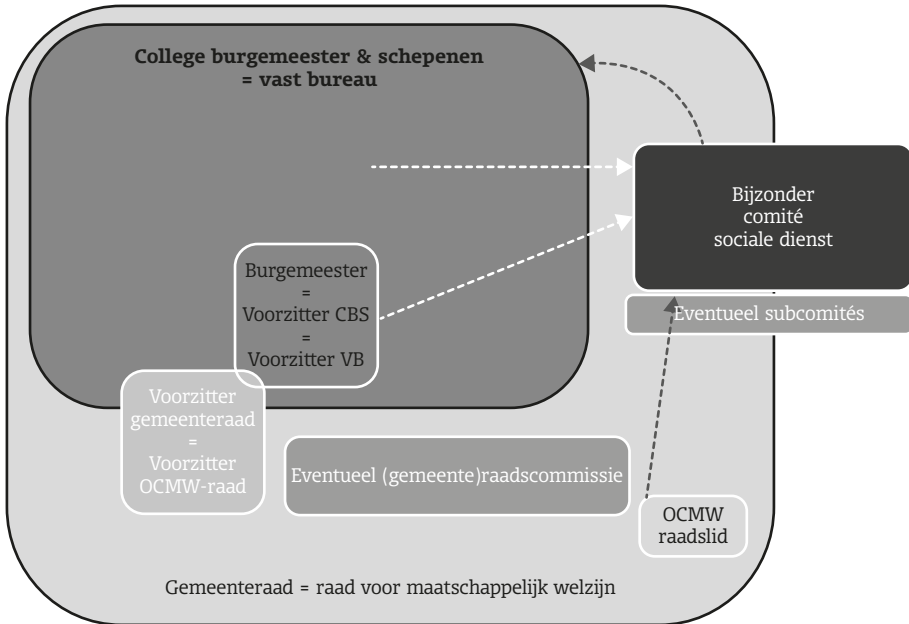 College burgemeester & schepenen
= vast bureau
Bijzonder
comité
sociale dienst
Eventueel subcomités
Burgemeester
=
Voorzitter CBS
=
Voorzitter VB
Voorzitter
gemeenteraad
=
Voorzitter
OCMW-raad
Eventueel (gemeente)raadscommissie
OCMW
raadslid
Gemeenteraad = raad voor maatschappelijk welzijn